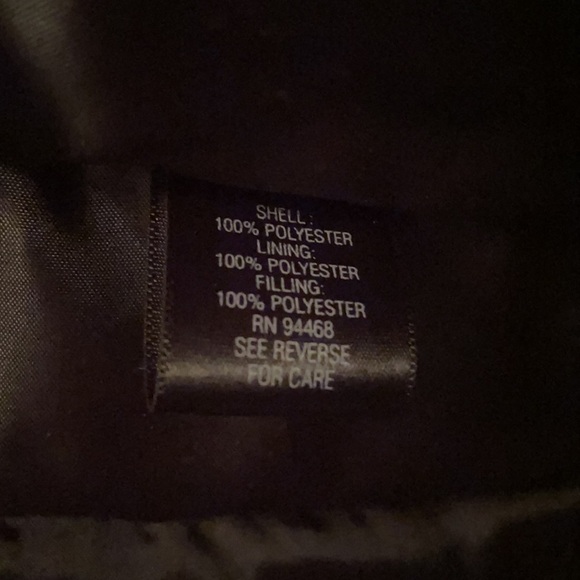 SHELL:
100% POLYESTER
LINING:
100% POLYESTER
FILLING:
100% POLYESTER
RN 94468
SEE REVERSE
FOR CARE